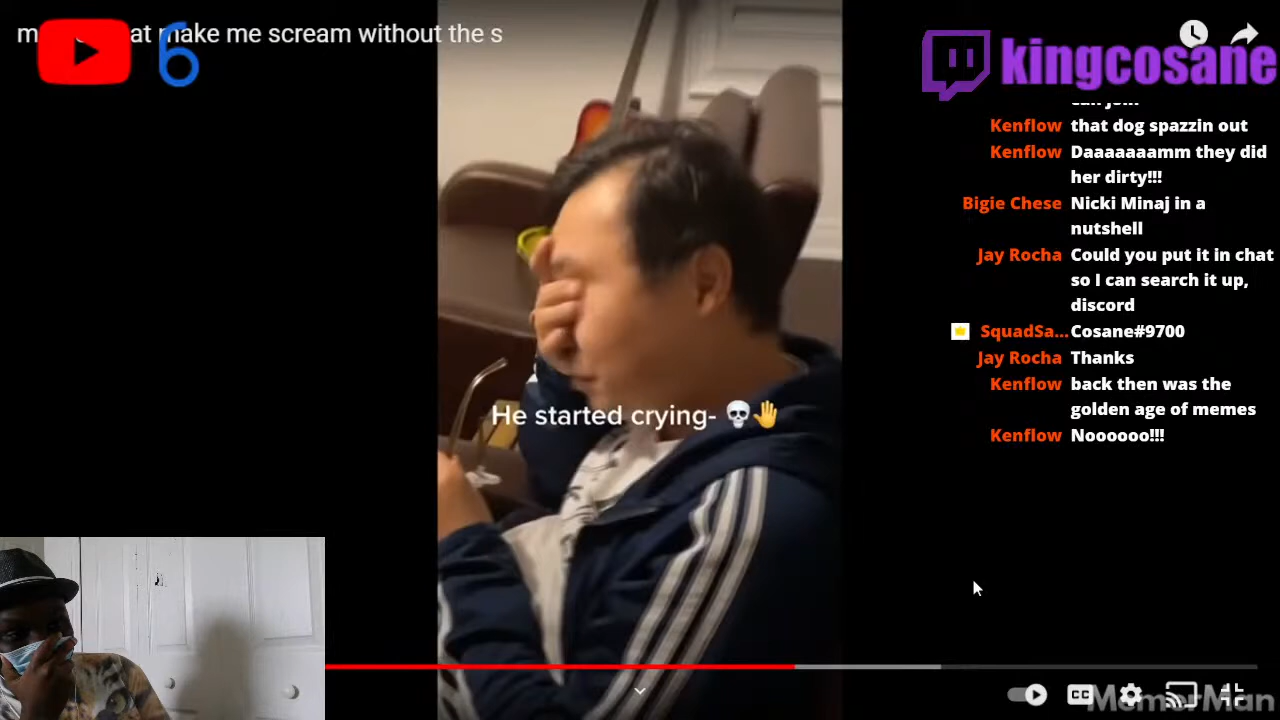 make me scream without the s
6
kingcosane
Kenflow that dog spazzin out
Kenflow Daaaaaaamm they did
her dirty!!!
Bigie Chese Nicki Minaj in a
nutshell
Jay Rocha Could you put it in chat
so I can search it up,
discord
SquadSa... Cosane#9700
Jay Rocha Thanks
Kenflow back then was the
golden age of memes
Kenflow Noooooo!!!
He started crying- 💀🤚
CC
MemerMan